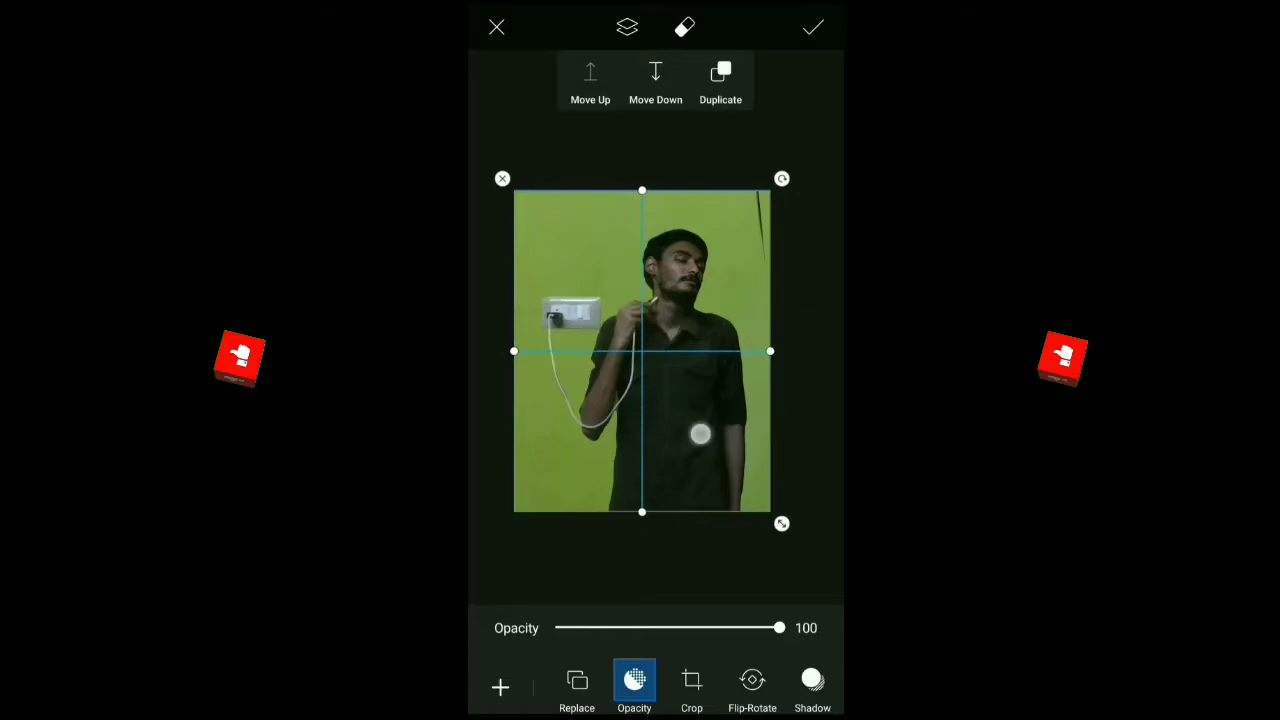 Move Up Move Down Duplicate
Opacity 100
Replace Opacity Crop Flip-Rotate Shadow